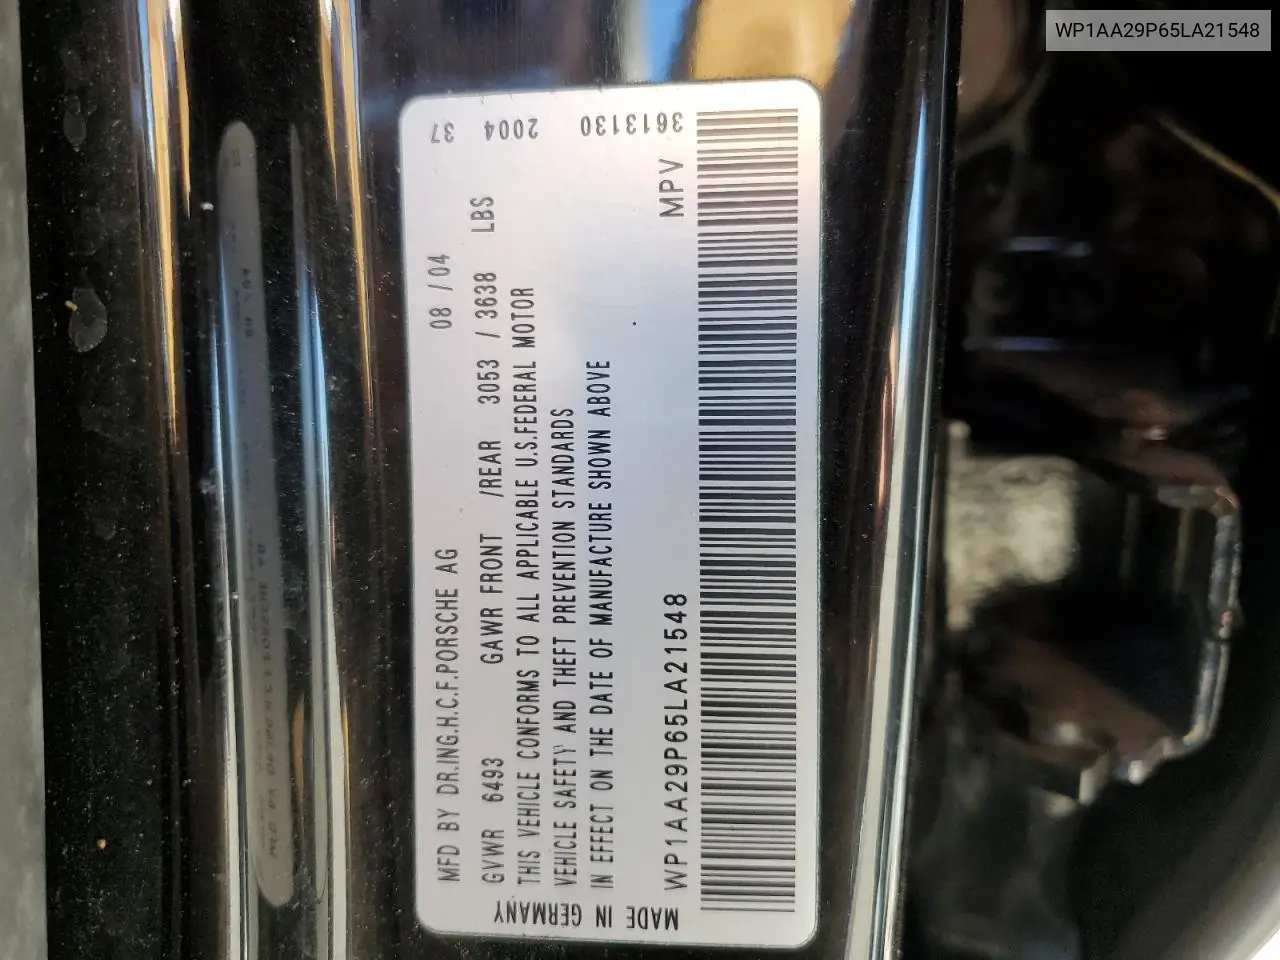 WP1AA29P65LA21548
MFD BY DR.ING.H.C.F.PORSCHE AG 08 / 04
GVWR 6493 GAWR FRONT /REAR 3053 / 3638 LBS
THIS VEHICLE CONFORMS TO ALL APPLICABLE U.S.FEDERAL MOTOR
VEHICLE SAFETY AND THEFT PREVENTION STANDARDS
IN EFFECT ON THE DATE OF MANUFACTURE SHOWN ABOVE
WP1AA29P65LA21548 MPV
MADE IN GERMANY
3613130 2004 37